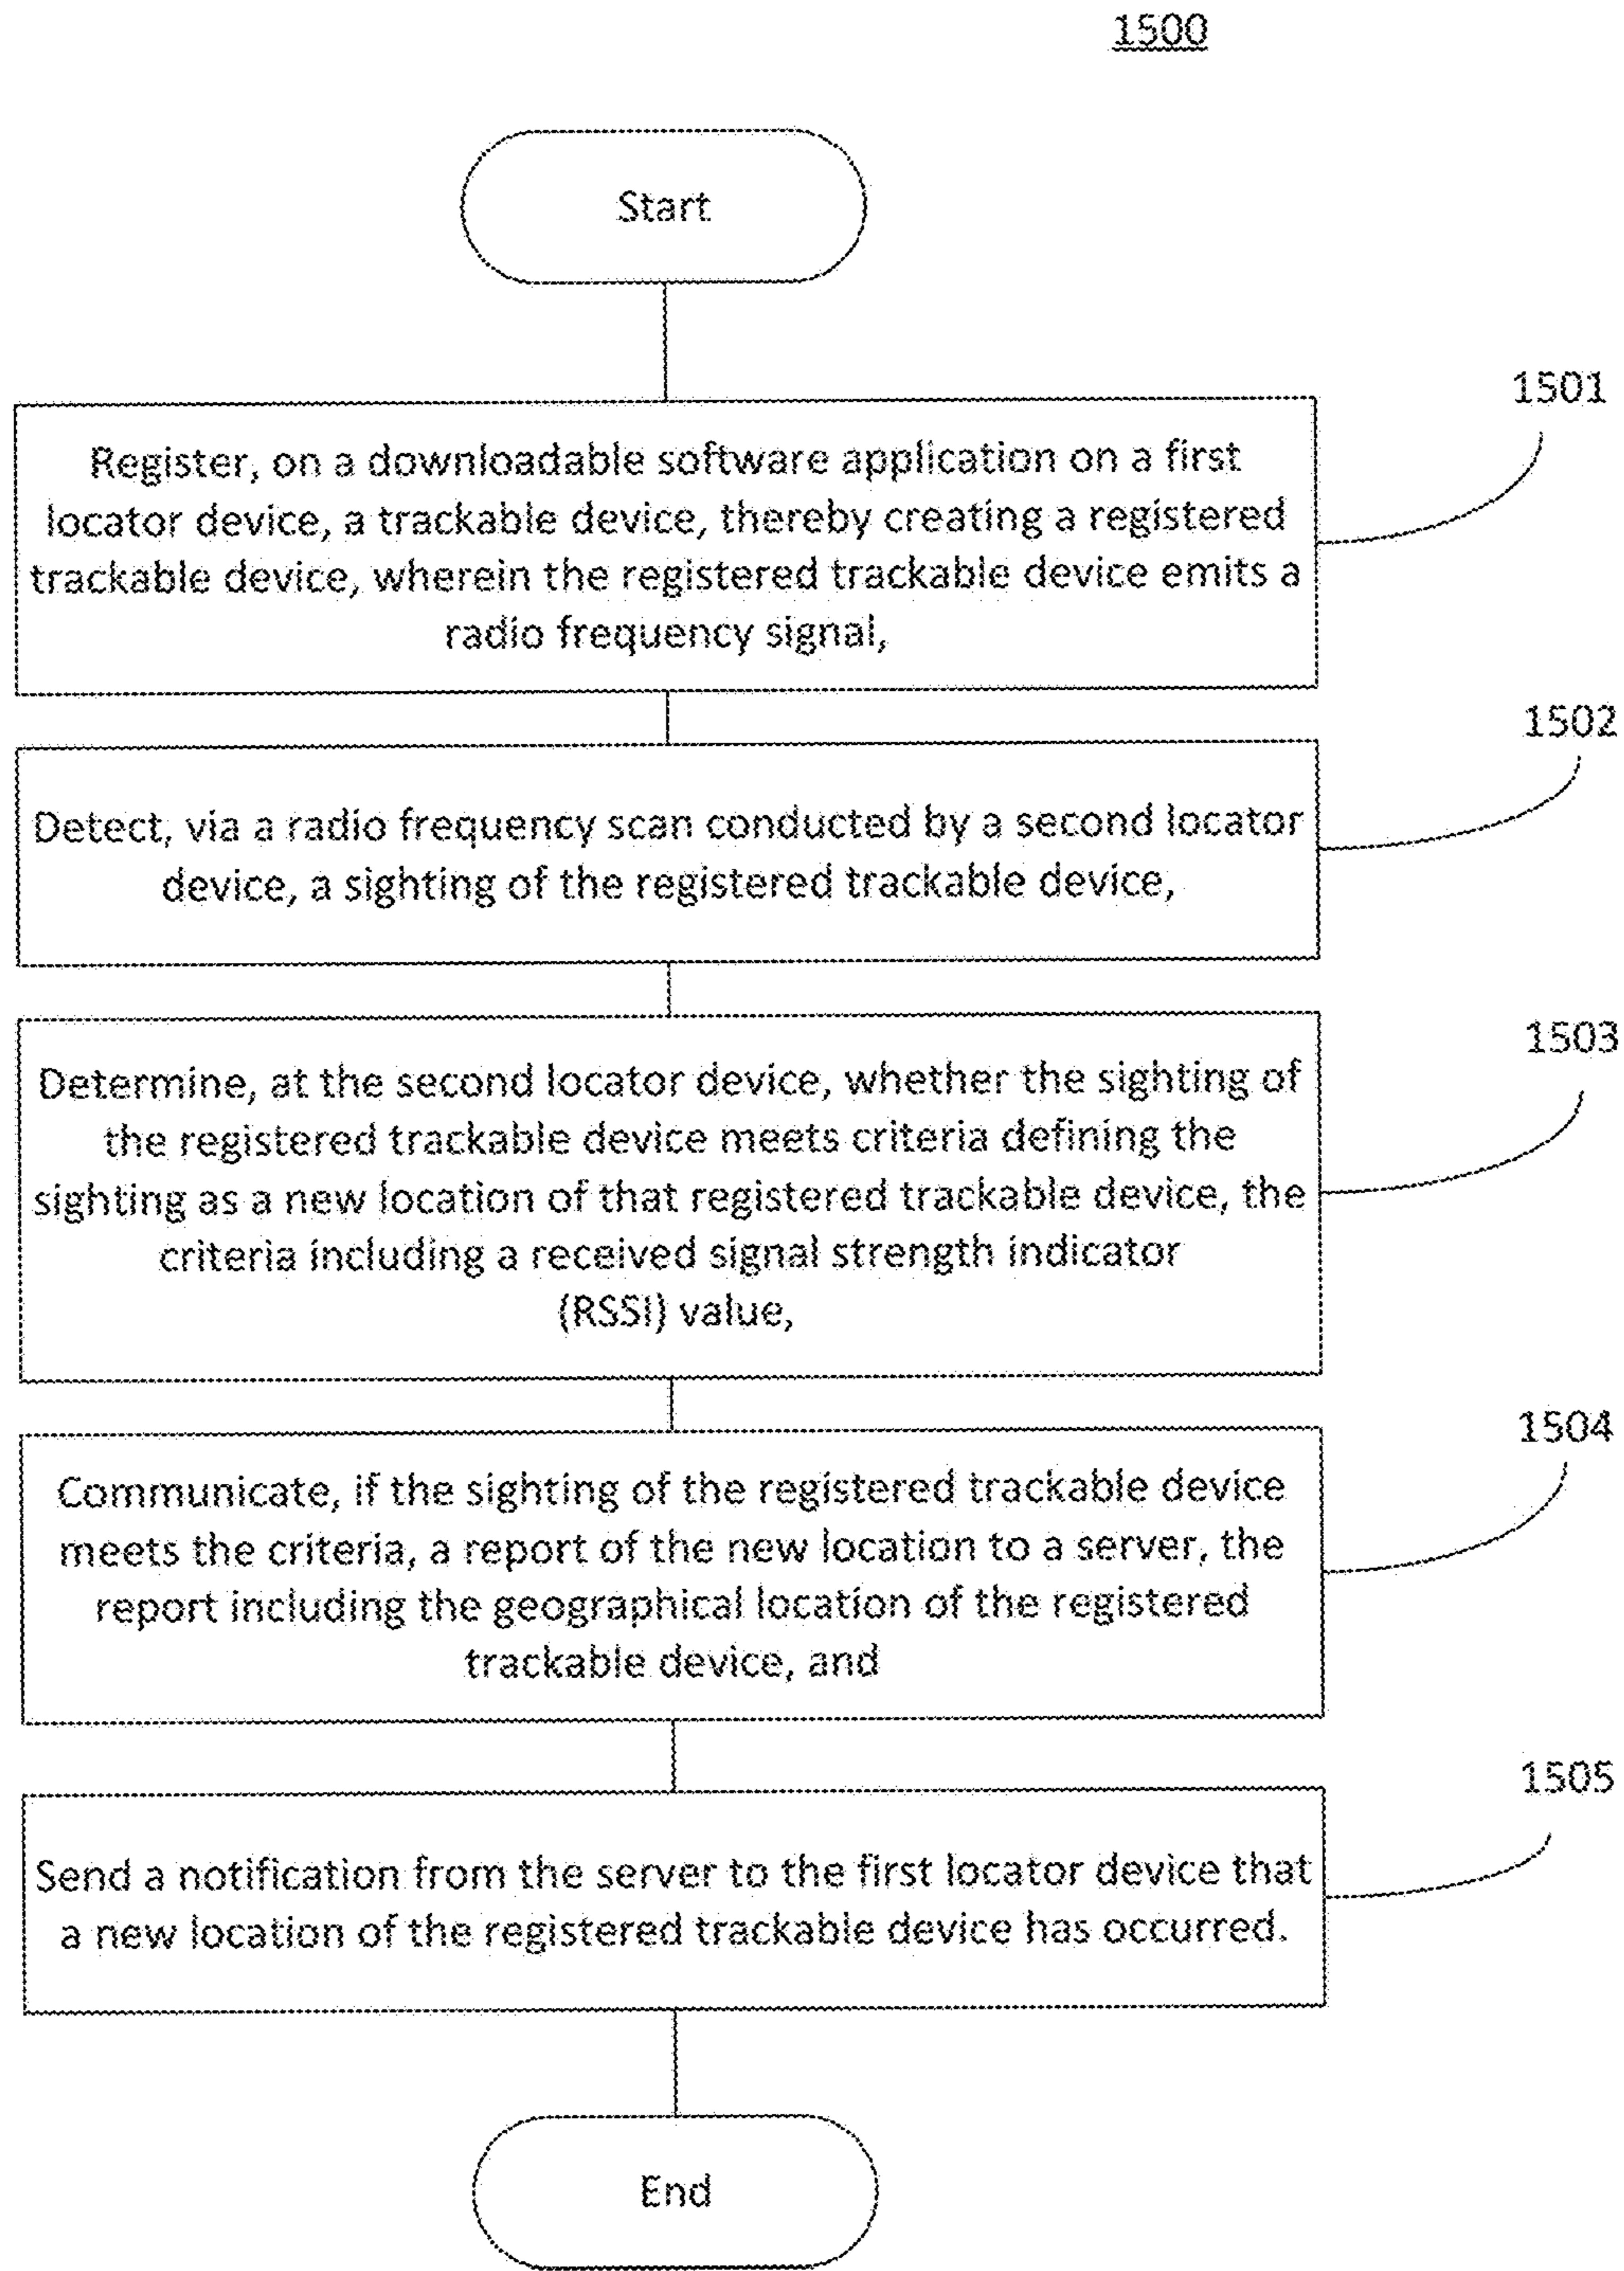 1500
Start
1501
Register, on a downloadable software application on a first
locator device, a trackable device, thereby creating a registered
trackable device, wherein the registered trackable device emits a
radio frequency signal,
1502
Detect, via a radio frequency scan conducted by a second locator
device, a sighting of the registered trackable device,
1503
Determine, at the second locator device, whether the sighting of
the registered trackable device meets criteria defining the
sighting as a new location of that registered trackable device, the
criteria including a received signal strength indicator
(RSSI) value,
1504
Communicate, if the sighting of the registered trackable device
meets the criteria, a report of the new location to a server, the
report including the geographical location of the registered
trackable device, and
1505
Send a notification from the server to the first locator device that
a new location of the registered trackable device has occurred.
End